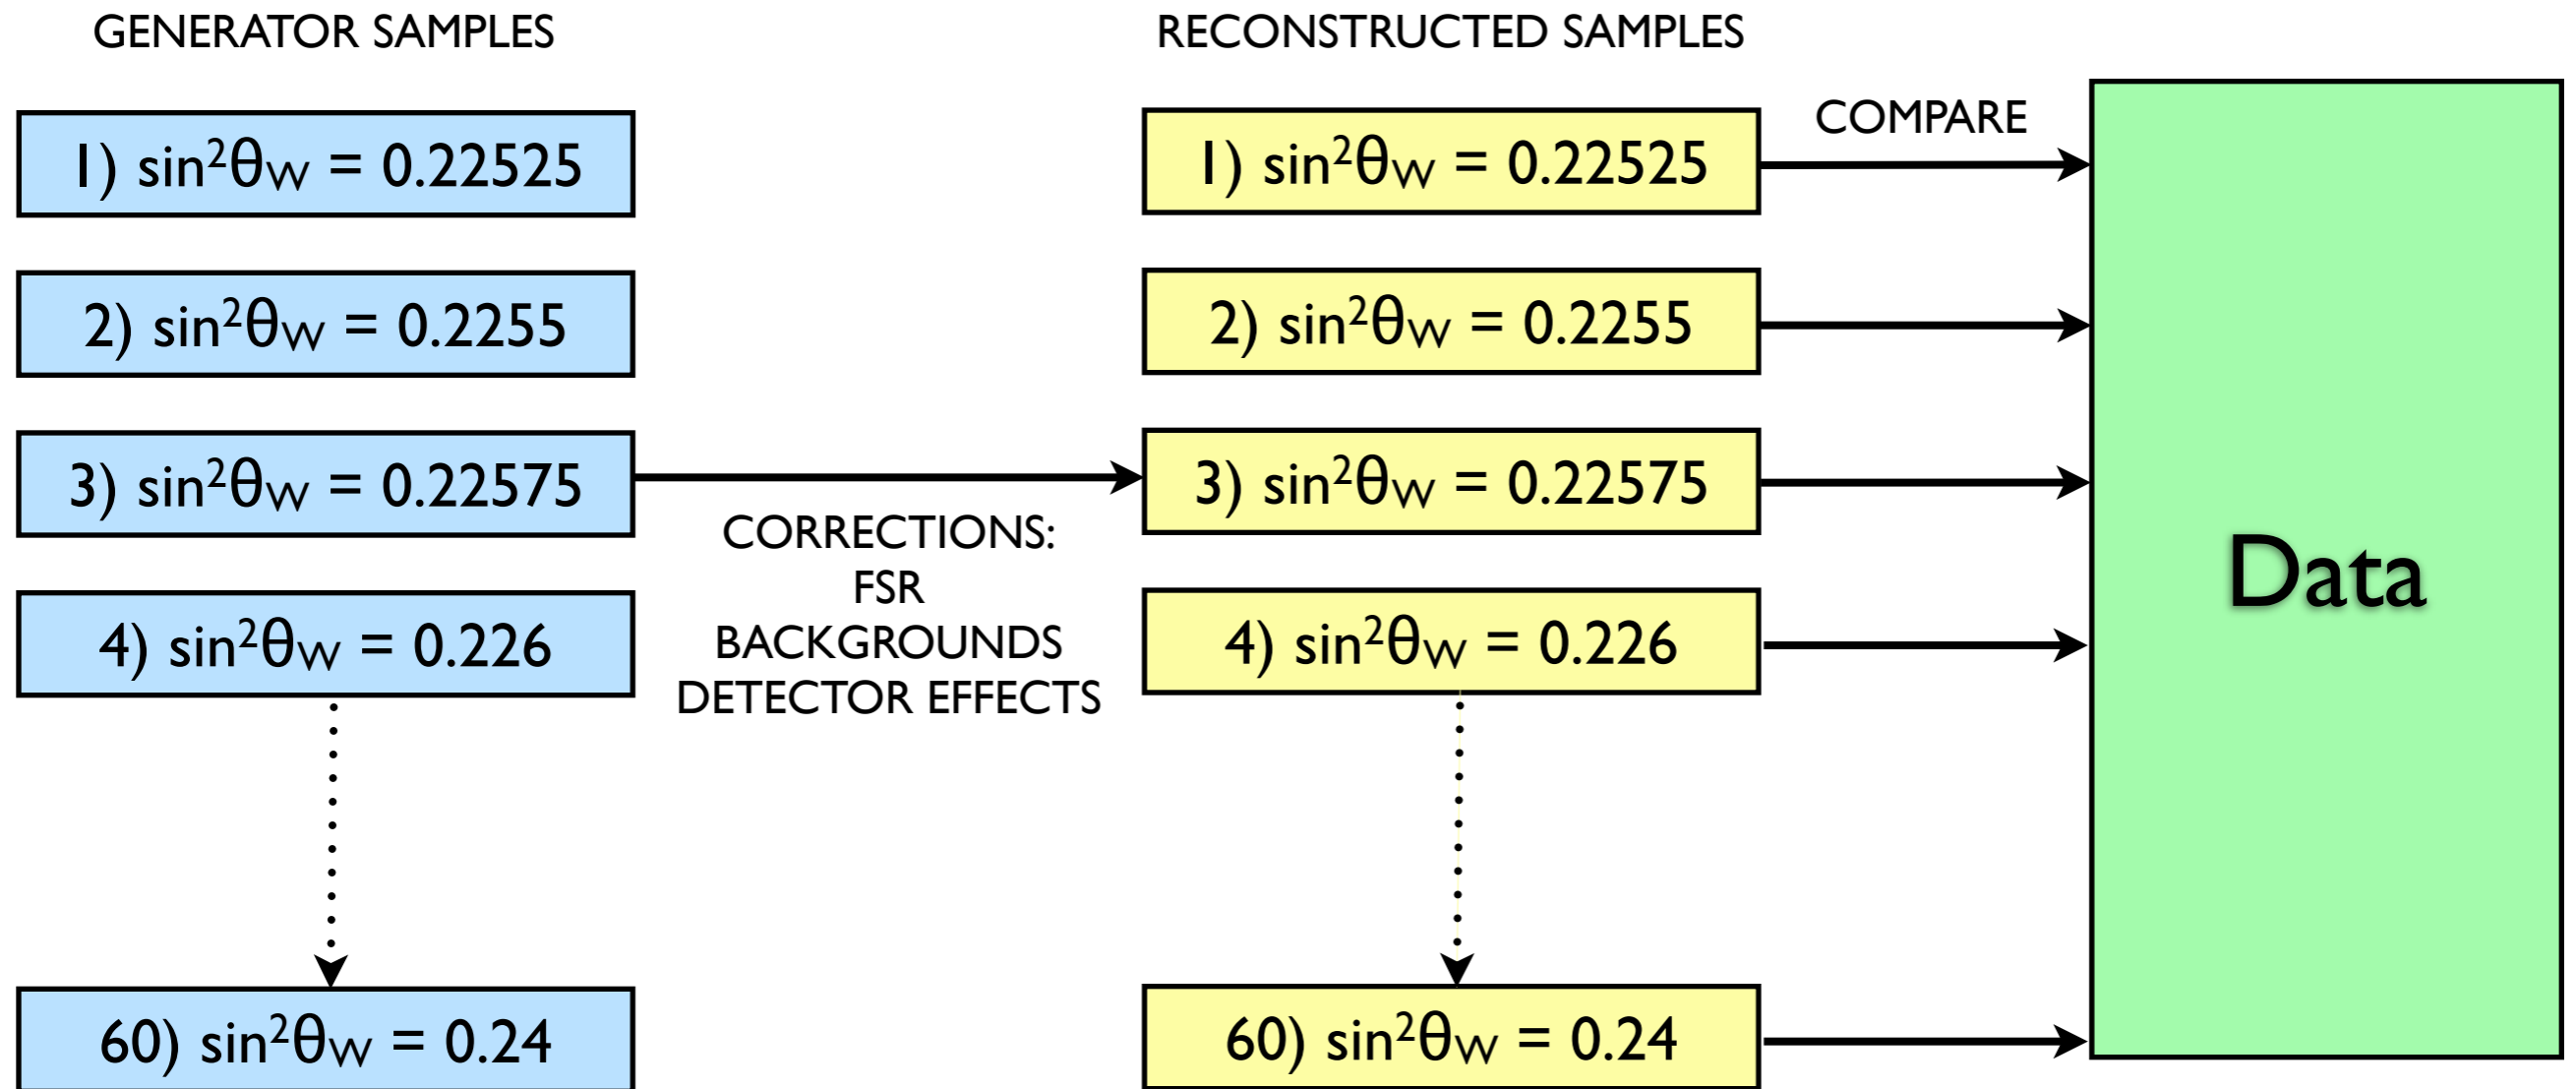 GENERATOR SAMPLES
1) sin²θw = 0.22525
2) sin²θw = 0.2255
3) sin²θw = 0.22575
4) sin²θw = 0.226
60) sin²θw = 0.24
CORRECTIONS:
FSR
BACKGROUNDS
DETECTOR EFFECTS
RECONSTRUCTED SAMPLES
1) sin²θw = 0.22525
2) sin²θw = 0.2255
3) sin²θw = 0.22575
4) sin²θw = 0.226
60) sin²θw = 0.24
COMPARE
Data